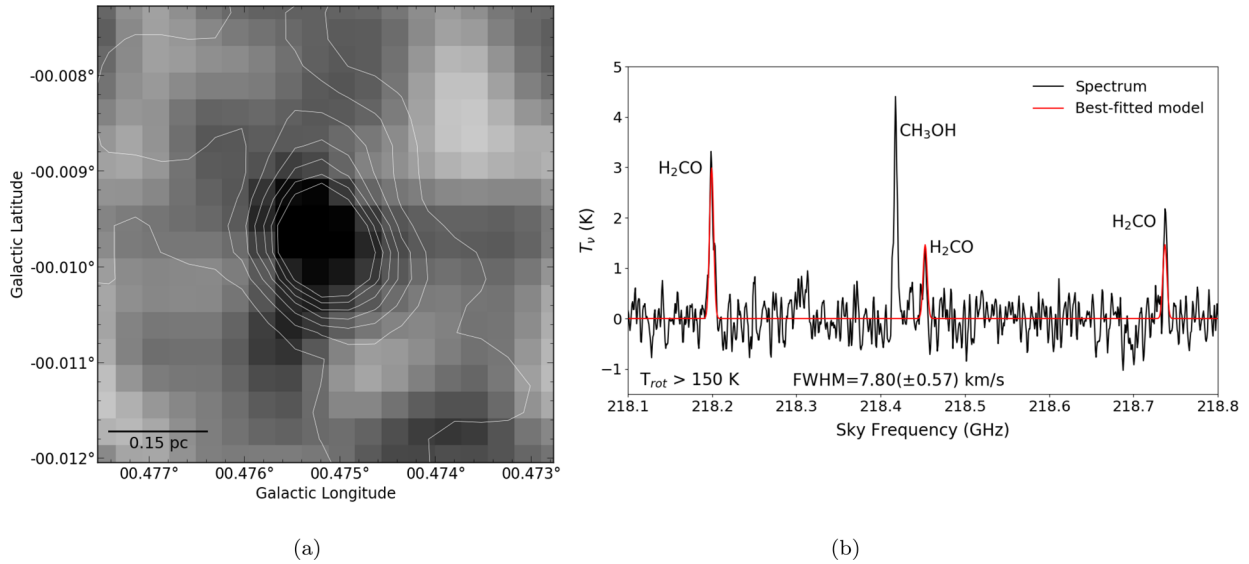 -00.008°
-00.009°
-00.010°
-00.011°
-00.012°
Galactic Latitude
0.15 pc
00.477° 00.476° 00.475° 00.474° 00.473°
Galactic Longitude
(a)
5
4
3
2
1
0
−1
T_ν (K)
Spectrum
Best-fitted model
H₂CO
CH₃OH
H₂CO
H₂CO
T_rot > 150 K FWHM=7.80(±0.57) km/s
218.1 218.2 218.3 218.4 218.5 218.6 218.7 218.8
Sky Frequency (GHz)
(b)